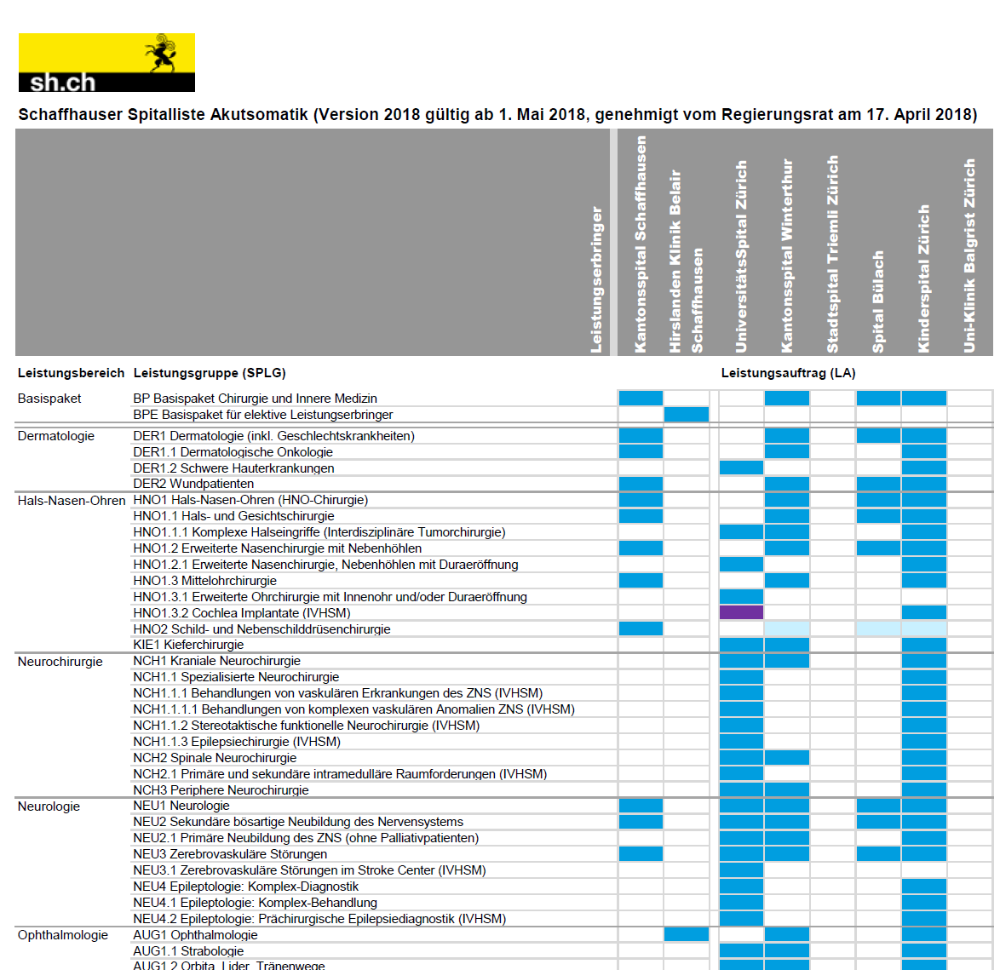 sh.ch
Schaffhauser Spitalliste Akutsomatik (Version 2018 gültig ab 1. Mai 2018, genehmigt vom Regierungsrat am 17. April 2018)
Leistungserbringer
Kantonsspital Schaffhausen
Hirslanden Klinik Belair
Schaffhausen
UniversitätsSpital Zürich
Kantonsspital Winterthur
Stadtspital Triemli Zürich
Spital Bülach
Kinderspital Zürich
Uni-Klinik Balgrist Zürich
Leistungsbereich Leistungsgruppe (SPLG) Leistungsauftrag (LA)
Basispaket BP Basispaket Chirurgie und Innere Medizin
BPE Basispaket für elektive Leistungserbringer
Dermatologie DER1 Dermatologie (inkl. Geschlechtskrankheiten)
DER1.1 Dermatologische Onkologie
DER1.2 Schwere Hauterkrankungen
DER2 Wundpatienten
Hals-Nasen-Ohren HNO1 Hals-Nasen-Ohren (HNO-Chirurgie)
HNO1.1 Hals- und Gesichtschirurgie
HNO1.1.1 Komplexe Halseingriffe (Interdisziplinäre Tumorchirurgie)
HNO1.2 Erweiterte Nasenchirurgie mit Nebenhöhlen
HNO1.2.1 Erweiterte Nasenchirurgie, Nebenhöhlen mit Duraeröffnung
HNO1.3 Mittelohrchirurgie
HNO1.3.1 Erweiterte Ohrchirurgie mit Innenohr und/oder Duraeröffnung
HNO1.3.2 Cochlea Implantate (IVHSM)
HNO2 Schild- und Nebenschilddrüsenchirurgie
KIE1 Kieferchirurgie
Neurochirurgie NCH1 Kraniale Neurochirurgie
NCH1.1 Spezialisierte Neurochirurgie
NCH1.1.1 Behandlungen von vaskulären Erkrankungen des ZNS (IVHSM)
NCH1.1.1.1 Behandlungen von komplexen vaskulären Anomalien ZNS (IVHSM)
NCH1.1.2 Stereotaktische funktionelle Neurochirurgie (IVHSM)
NCH1.1.3 Epilepsiechirurgie (IVHSM)
NCH2 Spinale Neurochirurgie
NCH2.1 Primäre und sekundäre intramedulläre Raumforderungen (IVHSM)
NCH3 Periphere Neurochirurgie
Neurologie NEU1 Neurologie
NEU2 Sekundäre bösartige Neubildung des Nervensystems
NEU2.1 Primäre Neubildung des ZNS (ohne Palliativpatienten)
NEU3 Zerebrovaskuläre Störungen
NEU3.1 Zerebrovaskuläre Störungen im Stroke Center (IVHSM)
NEU4 Epileptologie: Komplex-Diagnostik
NEU4.1 Epileptologie: Komplex-Behandlung
NEU4.2 Epileptologie: Prächirurgische Epilepsiediagnostik (IVHSM)
Ophthalmologie AUG1 Ophthalmologie
AUG1.1 Strabologie
AUG1.2 Orbita, Lider, Tränenwege